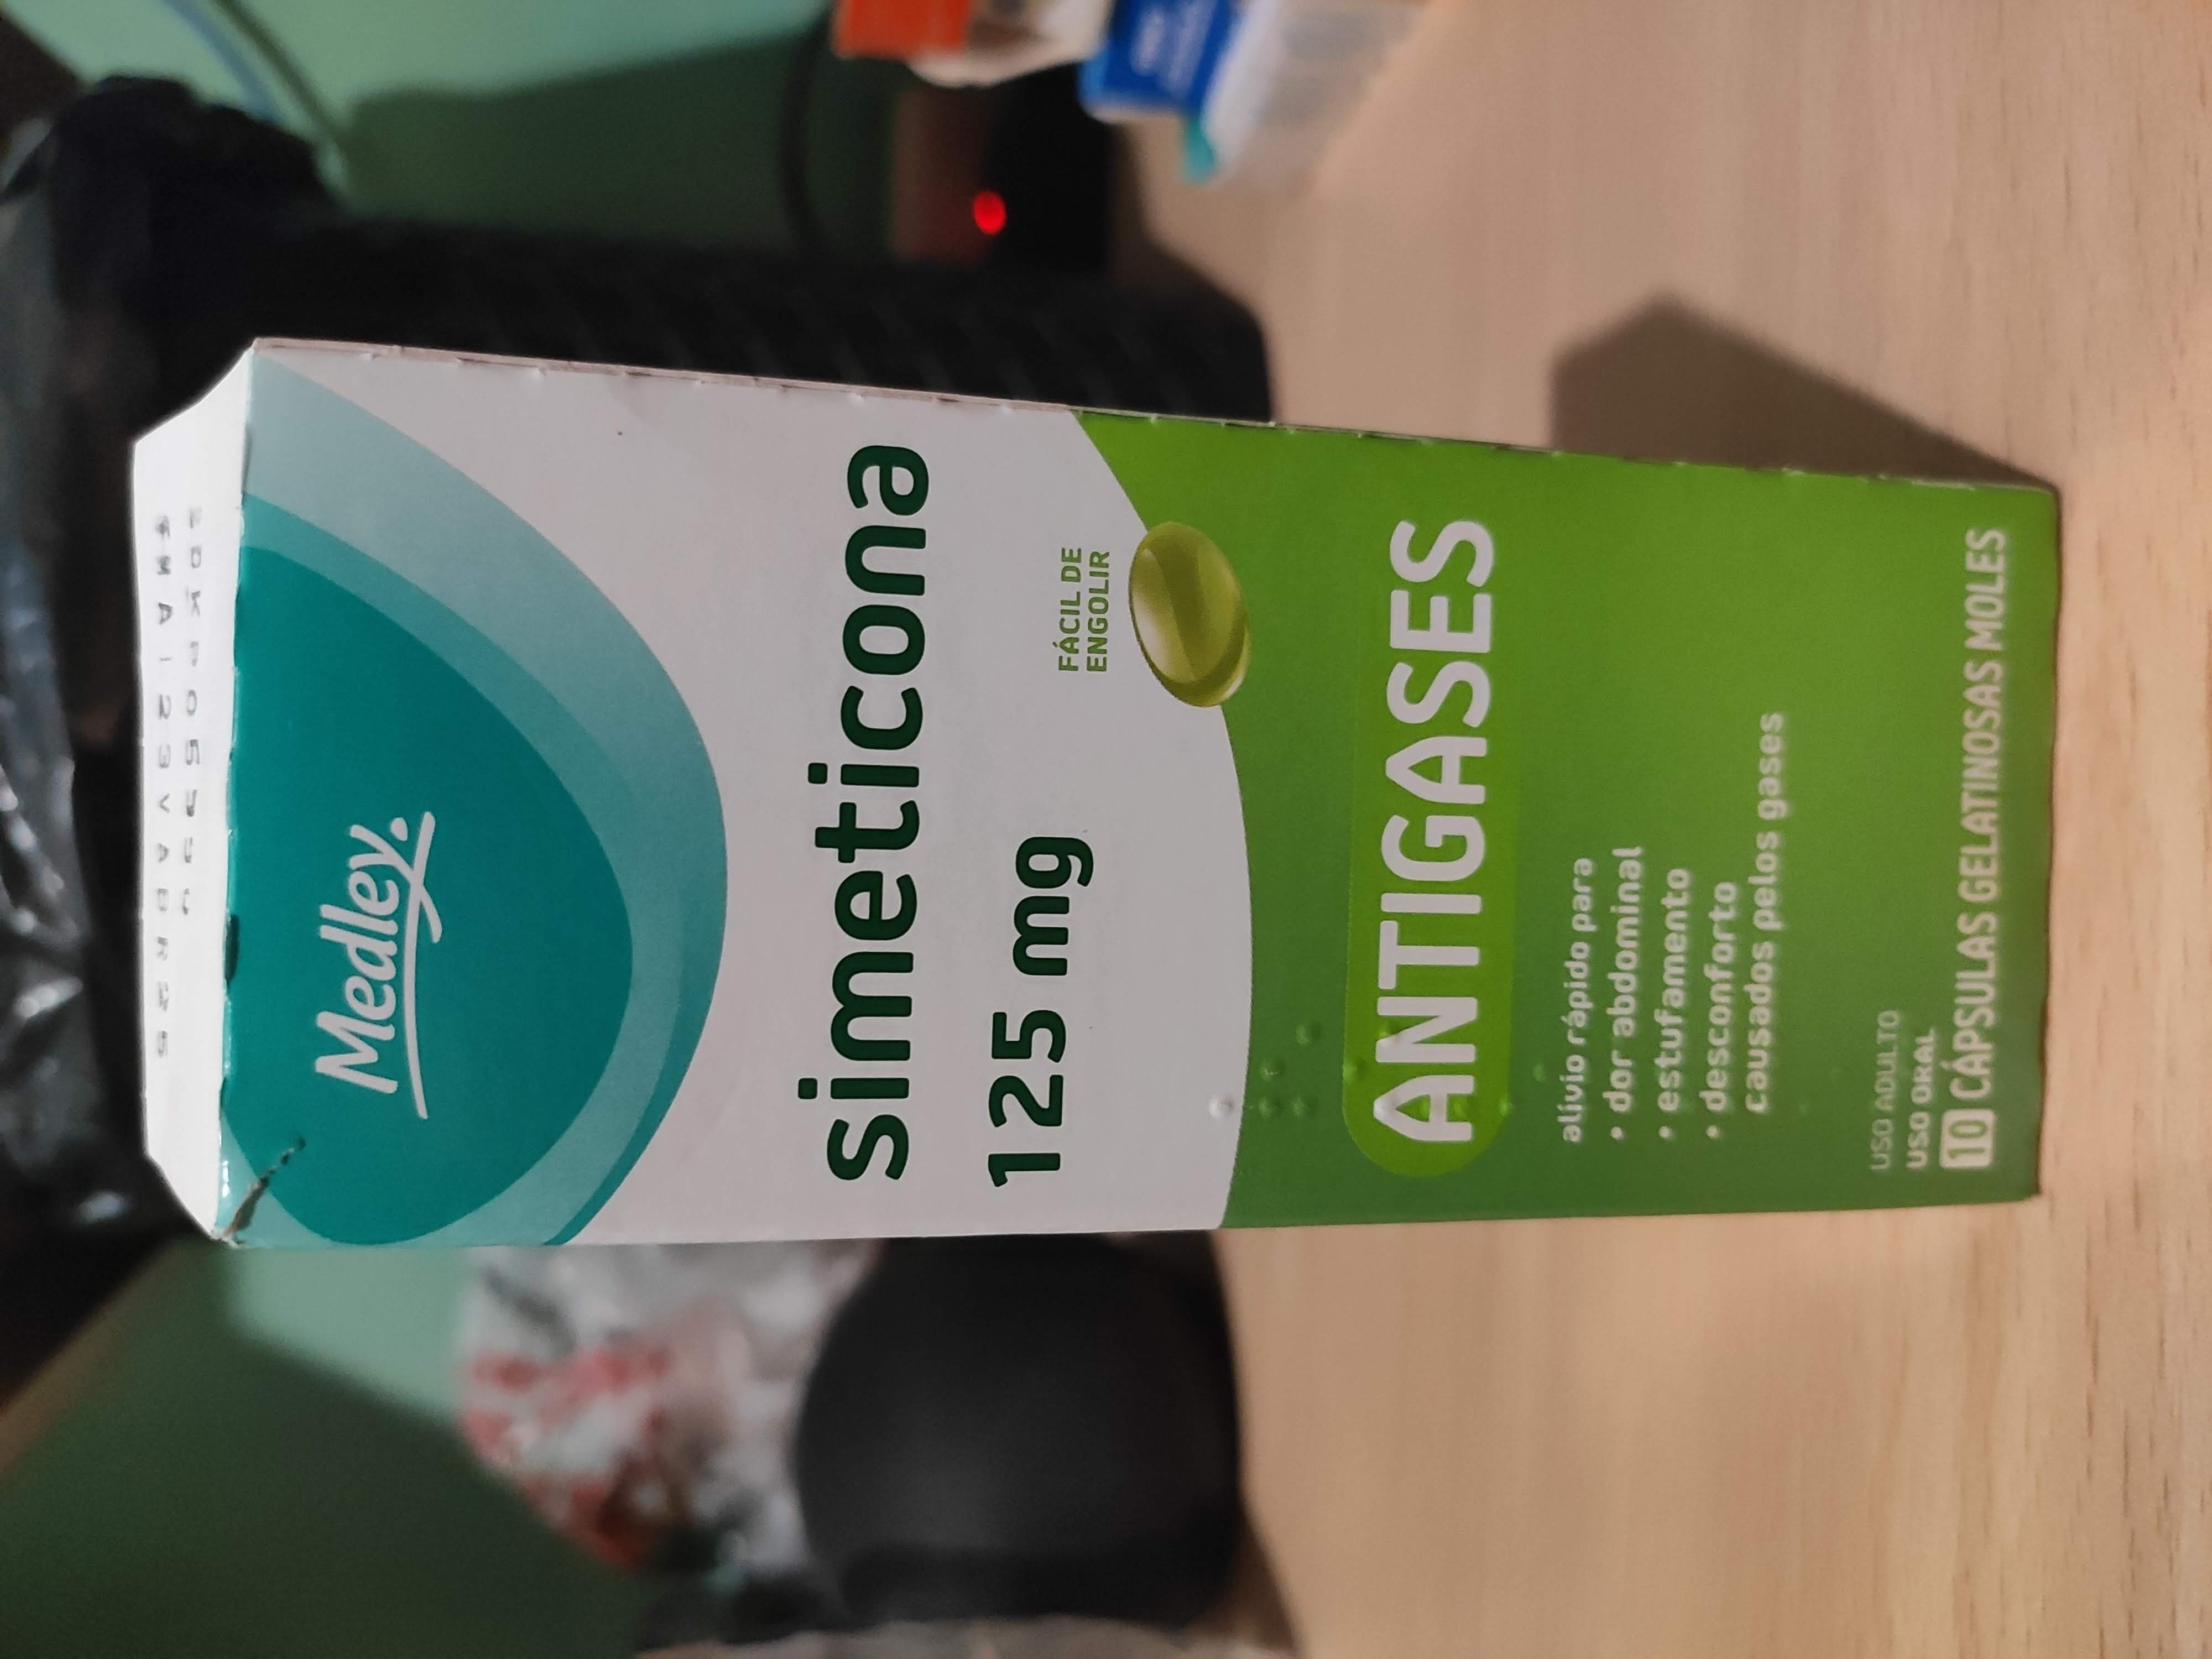 Medley.
simeticona
125 mg
FÁCIL DE
ENGOLIR
ANTIGASES
alívio rápido para
• dor abdominal
• estufamento
• desconforto
causados pelos gases
USO ADULTO
USO ORAL
10 CÁPSULAS GELATINOSAS MOLES